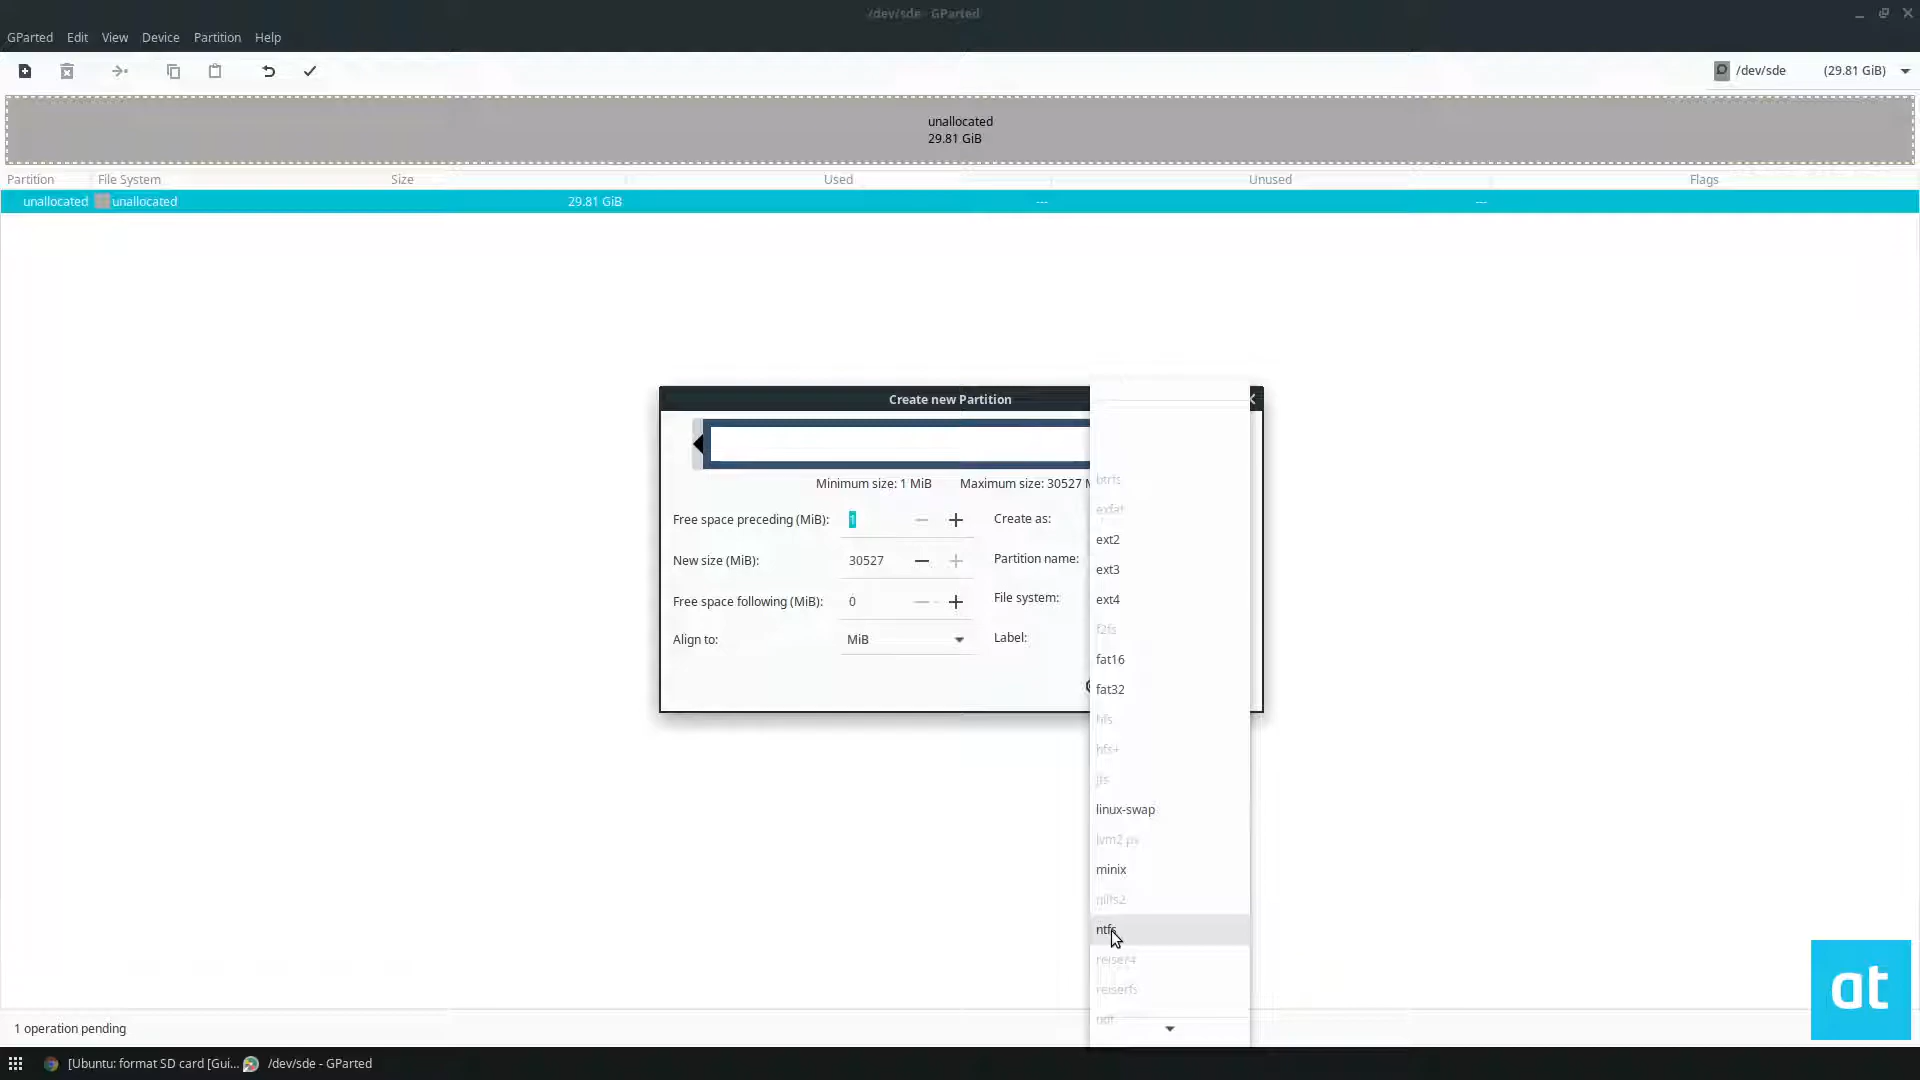 /dev/sde - GParted
GParted Edit View Device Partition Help
/dev/sde (29.81 GiB)
unallocated
29.81 GiB
Partition File System Size Used Unused Flags
unallocated unallocated 29.81 GiB --- ---
Create new Partition
Minimum size: 1 MiB Maximum size: 30527 M
Free space preceding (MiB): 1
New size (MiB): 30527
Free space following (MiB): 0
Align to: MiB
Create as:
Partition name:
File system:
Label:
btrfs
exfat
ext2
ext3
ext4
f2fs
fat16
fat32
hfs
hfs+
jfs
linux-swap
lvm2 pv
minix
nilfs2
ntfs
reiser4
reiserfs
udf
at
1 operation pending
[Ubuntu: format SD card [Gui... /dev/sde - GParted